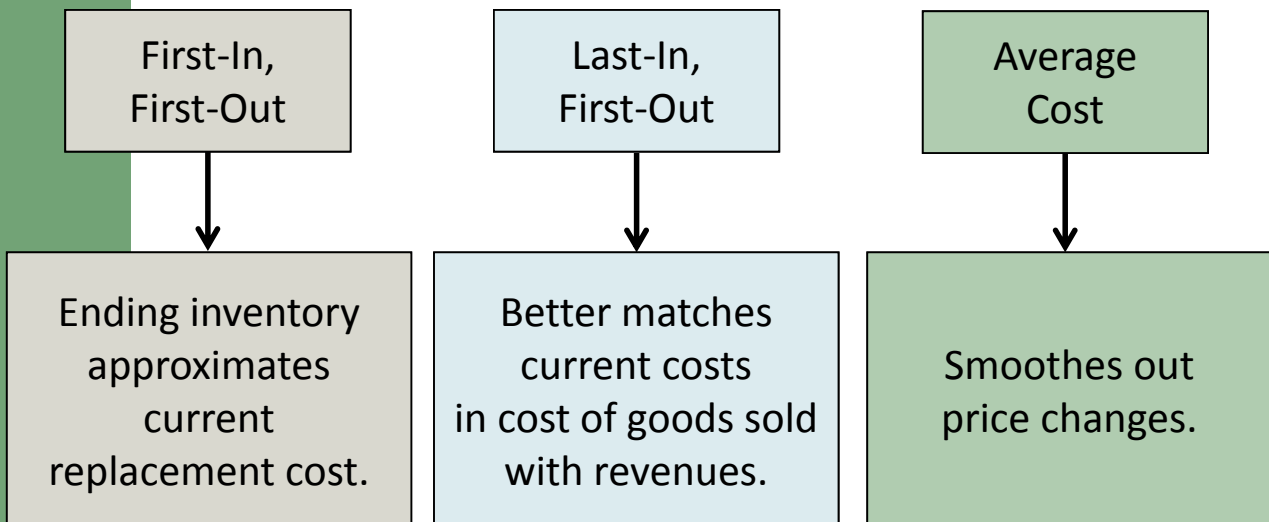 First-In,
First-Out
Last-In,
First-Out
Average
Cost
Ending inventory
approximates
current
replacement cost.
Better matches
current costs
in cost of goods sold
with revenues.
Smoothes out
price changes.